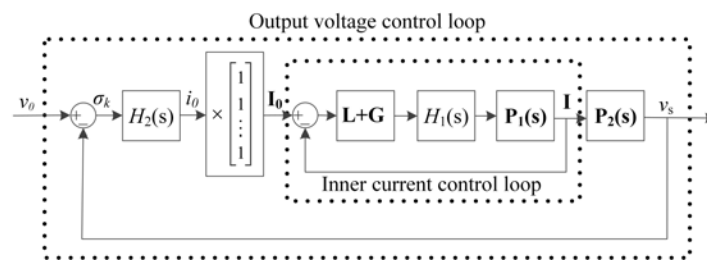 Output voltage control loop
v₀
+
−
σₖ
H₂(s)
i₀
×
1
1
⋮
1
I₀
+
−
L+G
H₁(s)
P₁(s)
I
P₂(s)
vₛ
Inner current control loop